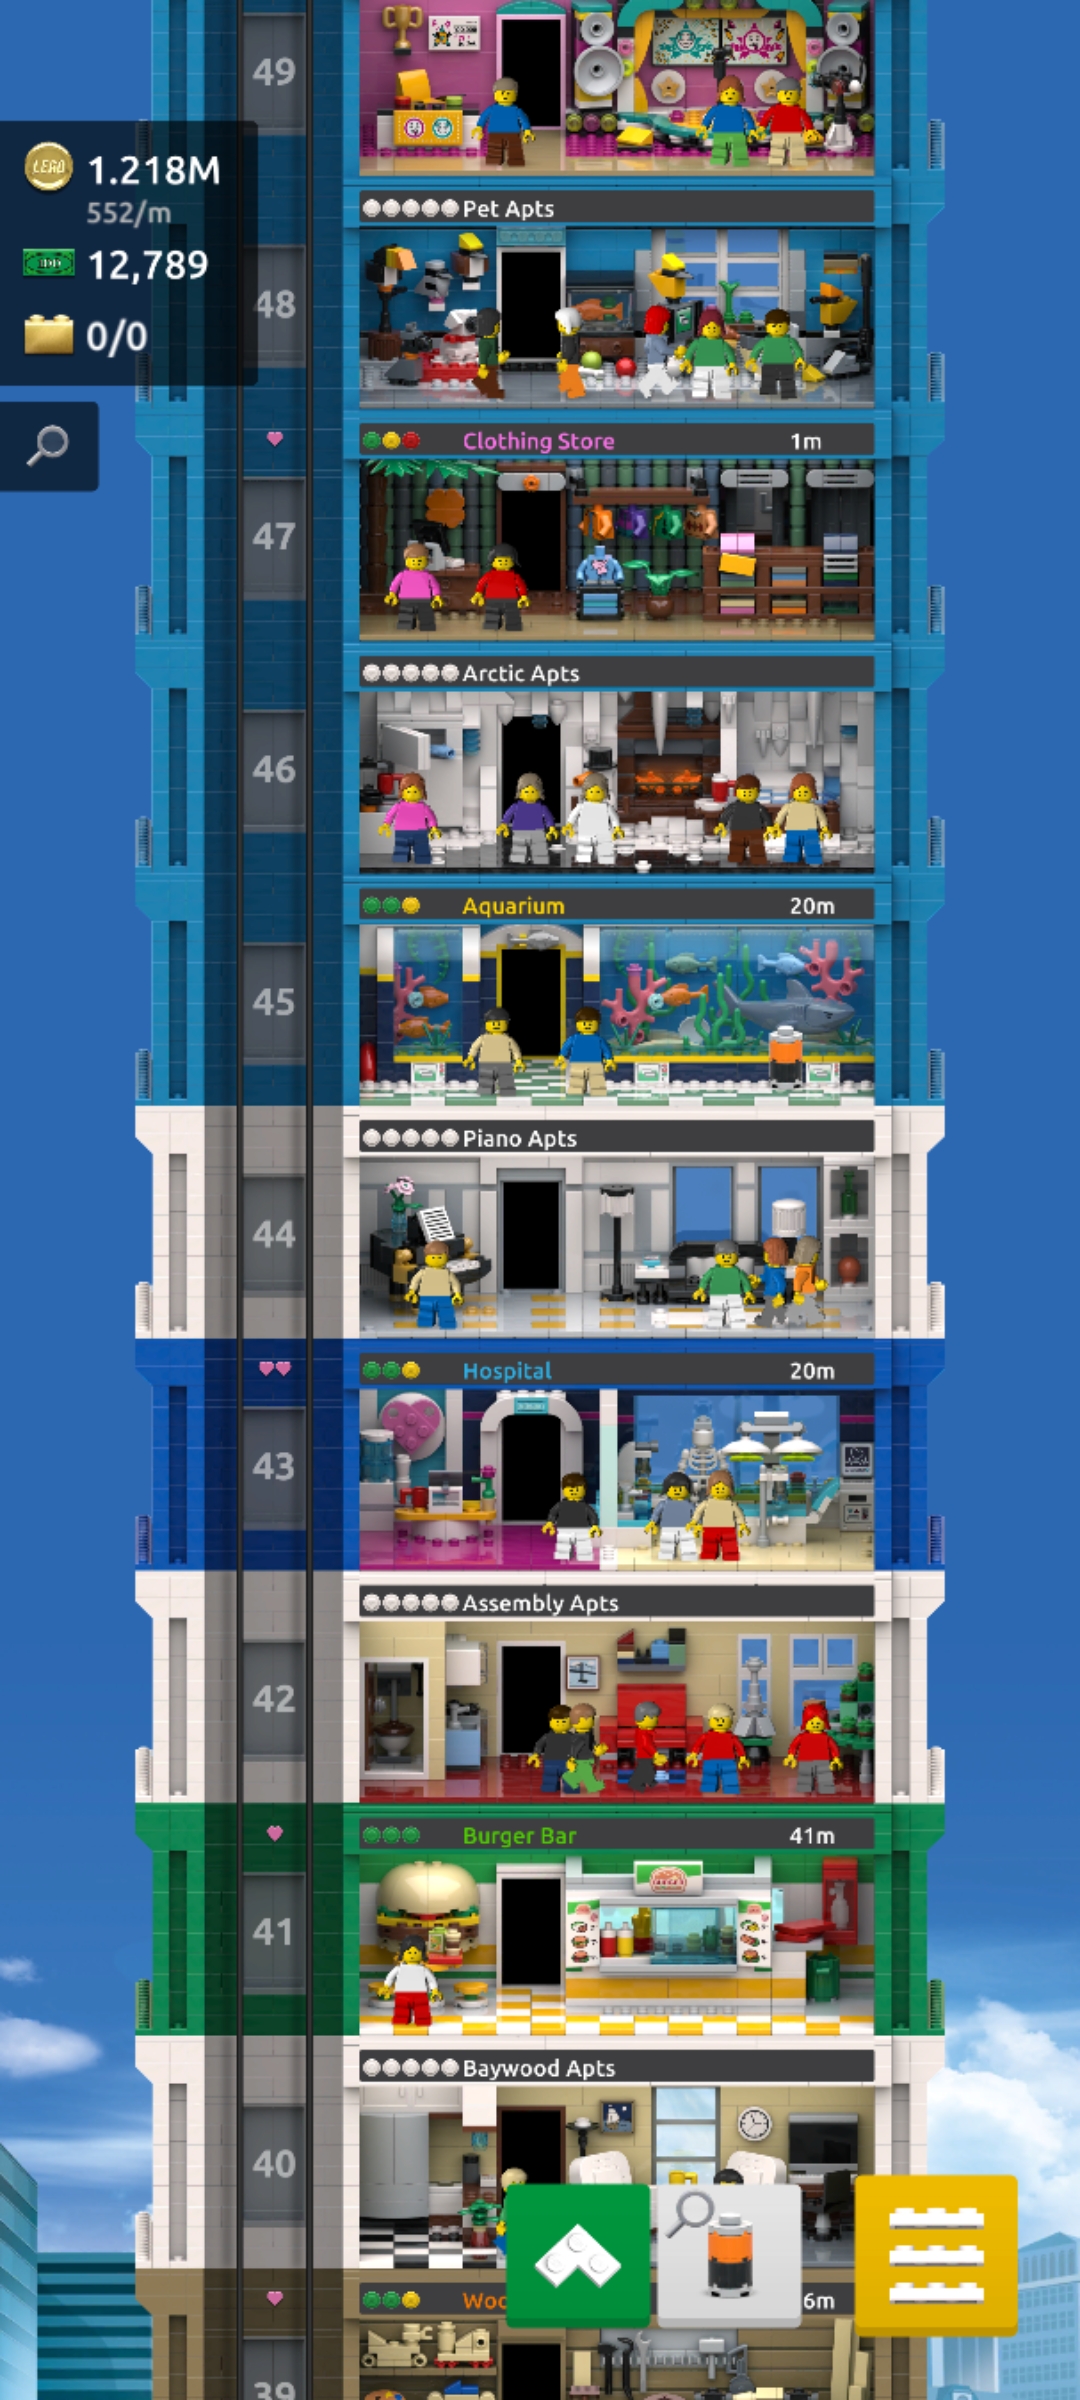 49
1.218M
552/m
12,789
0/0
Pet Apts
48
Clothing Store 1m
47
Arctic Apts
46
Aquarium 20m
45
Piano Apts
44
Hospital 20m
43
Assembly Apts
42
Burger Bar 41m
41
Baywood Apts
40
Woo 6m
39